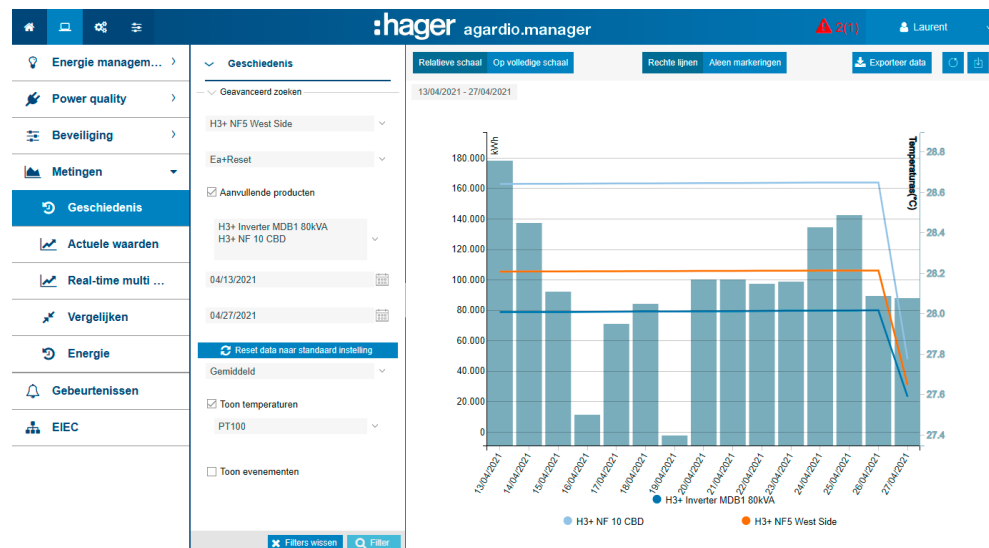 :hager agardio.manager
2(1)
Laurent
Energie managem...
Power quality
Beveiliging
Metingen
Geschiedenis
Actuele waarden
Real-time multi ...
Vergelijken
Energie
Gebeurtenissen
EIEC
Geschiedenis
Geavanceerd zoeken
H3+ NF5 West Side
Ea+Reset
Aanvullende producten
H3+ Inverter MDB1 80kVA
H3+ NF 10 CBD
04/13/2021
04/27/2021
Reset data naar standaard instelling
Gemiddeld
Toon temperaturen
PT100
Toon evenementen
Filters wissen
Filter
Relatieve schaal
Op volledige schaal
Rechte lijnen
Aleen markeringen
Exporteer data
13/04/2021 - 27/04/2021
kWh
180.000
160.000
140.000
120.000
100.000
80.000
60.000
40.000
20.000
0
Temperaturas(°C)
28.8
28.6
28.4
28.2
28.0
27.8
27.6
27.4
13/04/2021
14/04/2021
15/04/2021
16/04/2021
17/04/2021
18/04/2021
19/04/2021
20/04/2021
21/04/2021
22/04/2021
23/04/2021
24/04/2021
25/04/2021
26/04/2021
27/04/2021
H3+ Inverter MDB1 80kVA
H3+ NF 10 CBD
H3+ NF5 West Side